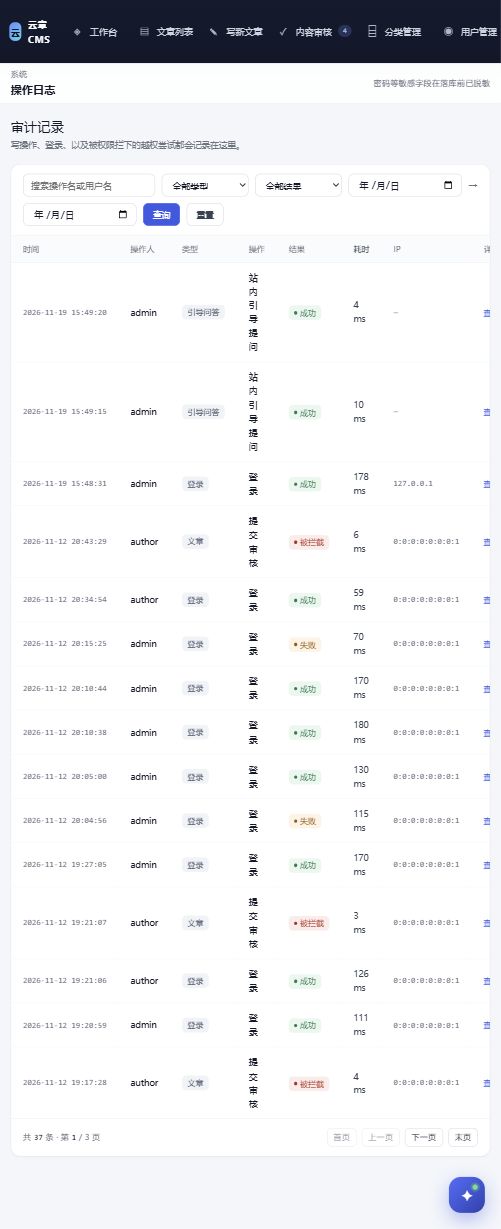 云 云章 CMS 工作台 文章列表 写新文章 内容审核 4 分类管理 用户管理
系统
操作日志
密码等敏感字段在落库前已脱敏
审计记录
写操作、登录、以及被权限拦下的越权尝试都会记录在这里。
搜索操作名或用户名 全部类型 全部结果 年 /月/日 →
年 /月/日 查询 重置
时间 操作人 类型 操作 结果 耗时 IP
2026-11-19 15:49:20 admin 引导问答 站内引导提问 成功 4 ms –
2026-11-19 15:49:15 admin 引导问答 站内引导提问 成功 10 ms –
2026-11-19 15:48:31 admin 登录 登录 成功 178 ms 127.0.0.1 查
2026-11-12 20:43:29 author 文章 提交审核 被拦截 6 ms 0:0:0:0:0:0:0:1 查
2026-11-12 20:34:54 author 登录 登录 成功 59 ms 0:0:0:0:0:0:0:1 查
2026-11-12 20:15:25 admin 登录 登录 失败 70 ms 0:0:0:0:0:0:0:1 查
2026-11-12 20:10:44 admin 登录 登录 成功 170 ms 0:0:0:0:0:0:0:1 查
2026-11-12 20:10:38 admin 登录 登录 成功 180 ms 0:0:0:0:0:0:0:1 查
2026-11-12 20:05:00 admin 登录 登录 成功 130 ms 0:0:0:0:0:0:0:1 查
2026-11-12 20:04:56 admin 登录 登录 失败 115 ms 0:0:0:0:0:0:0:1 查
2026-11-12 19:27:05 admin 登录 登录 成功 170 ms 0:0:0:0:0:0:0:1 查
2026-11-12 19:21:07 author 文章 提交审核 被拦截 3 ms 0:0:0:0:0:0:0:1 查
2026-11-12 19:21:06 author 登录 登录 成功 126 ms 0:0:0:0:0:0:0:1 查
2026-11-12 19:20:59 admin 登录 登录 成功 111 ms 0:0:0:0:0:0:0:1 查
2026-11-12 19:17:28 author 文章 提交审核 被拦截 4 ms 0:0:0:0:0:0:0:1 查
共 37 条 · 第 1 / 3 页 首页 上一页 下一页 末页